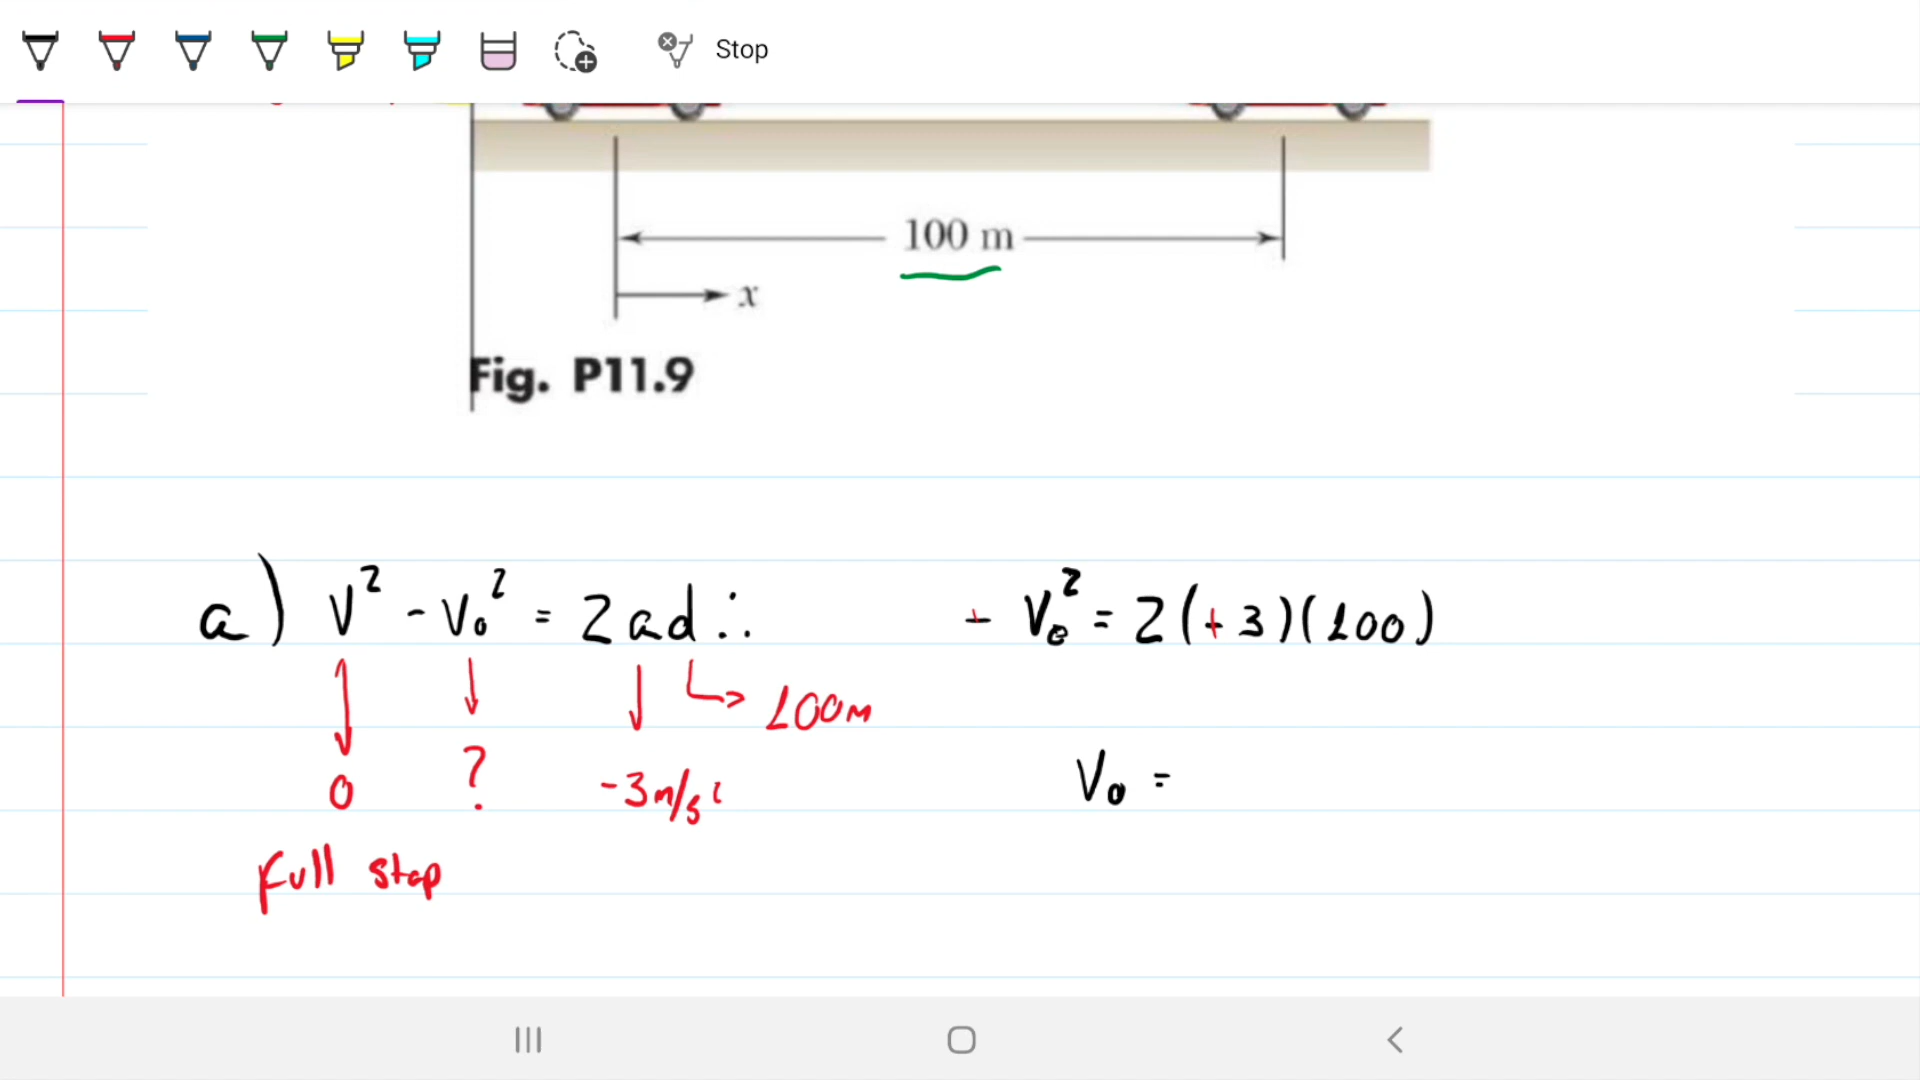 Stop
100 m
x
Fig. P11.9
a) V² - V₀² = 2ad ∴
+ V₀² = 2(+3)(100)
100m
0
?
-3m/s²
V₀ =
Full stop